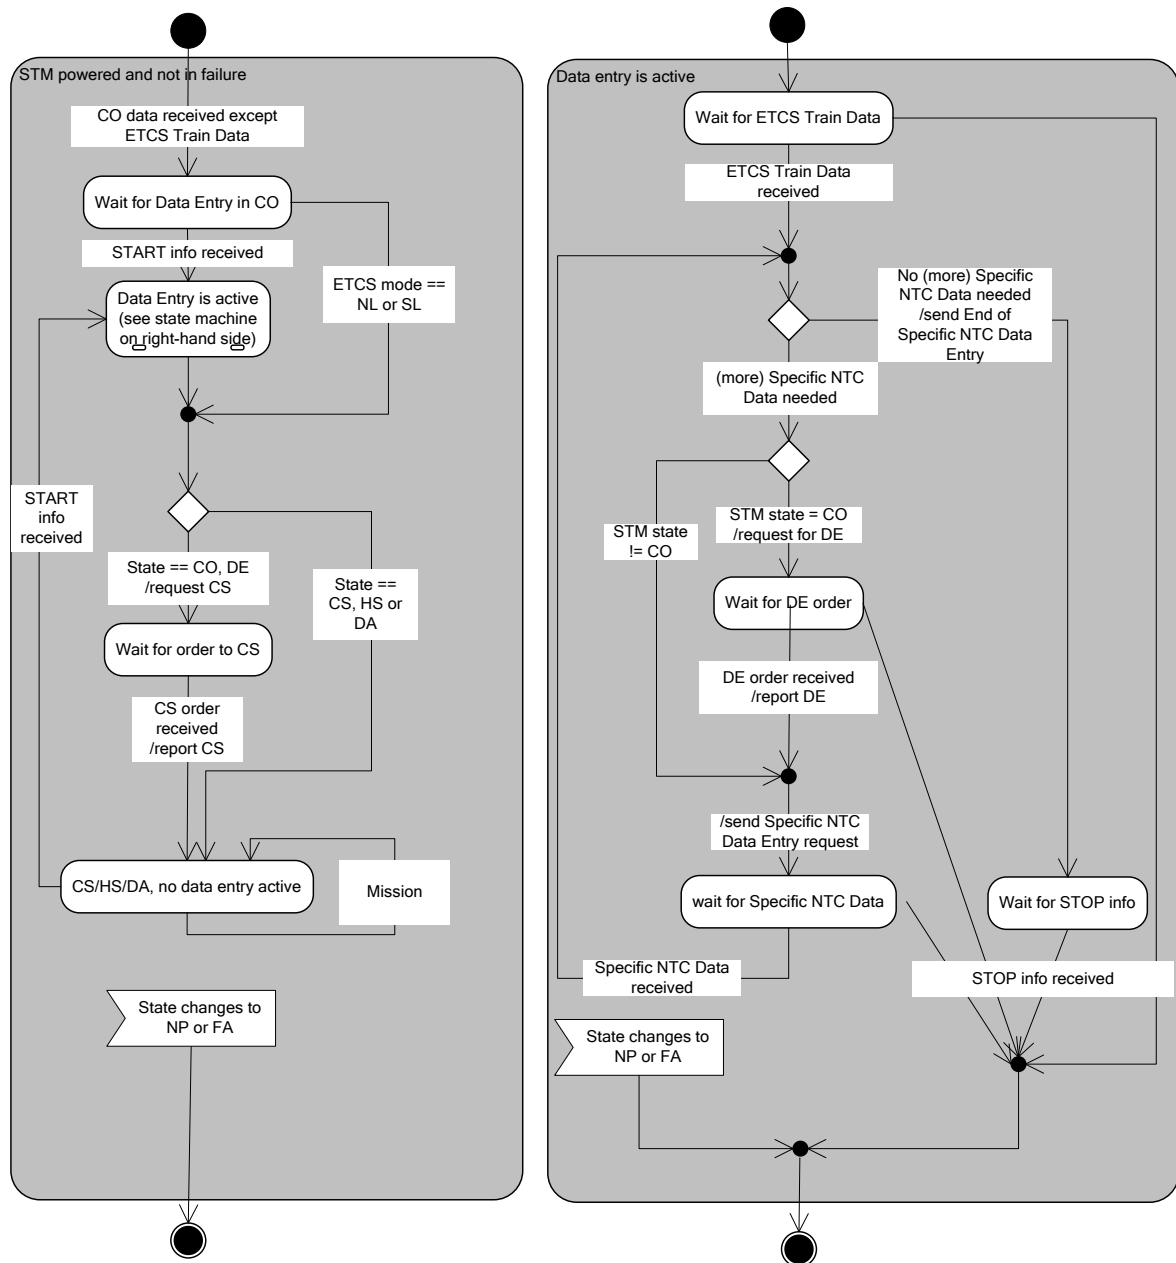 STM powered and not in failure
CO data received except
ETCS Train Data
Wait for Data Entry in CO
START info received
ETCS mode ==
NL or SL
Data Entry is active
(see state machine
on right-hand side)
START
info
received
State == CO, DE
/request CS
State ==
CS, HS or
DA
Wait for order to CS
CS order
received
/report CS
CS/HS/DA, no data entry active
Mission
State changes to
NP or FA
Data entry is active
Wait for ETCS Train Data
ETCS Train Data
received
No (more) Specific
NTC Data needed
/send End of
Specific NTC Data
Entry
(more) Specific NTC
Data needed
STM state
!= CO
STM state = CO
/request for DE
Wait for DE order
DE order received
/report DE
/send Specific NTC
Data Entry request
wait for Specific NTC Data
Wait for STOP info
Specific NTC Data
received
STOP info received
State changes to
NP or FA